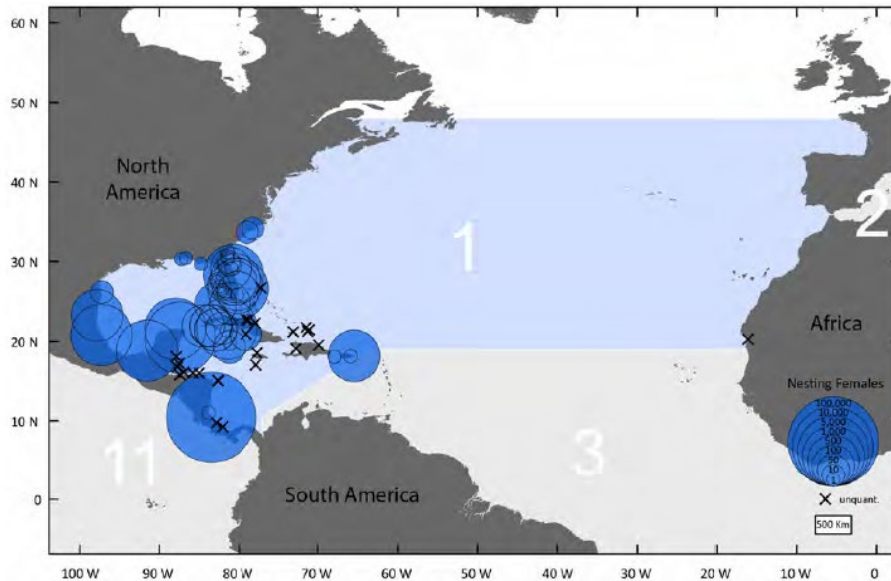 60 N
50 N
40 N
30 N
20 N
10 N
0
North
America
1
2
Africa
Nesting Females
100,000
10,000
5,000
1,000
500
100
50
10
1
11
3
South America
unquant.
500 Km
100 W
90 W
80 W
70 W
60 W
50 W
40 W
30 W
20 W
10 W
0